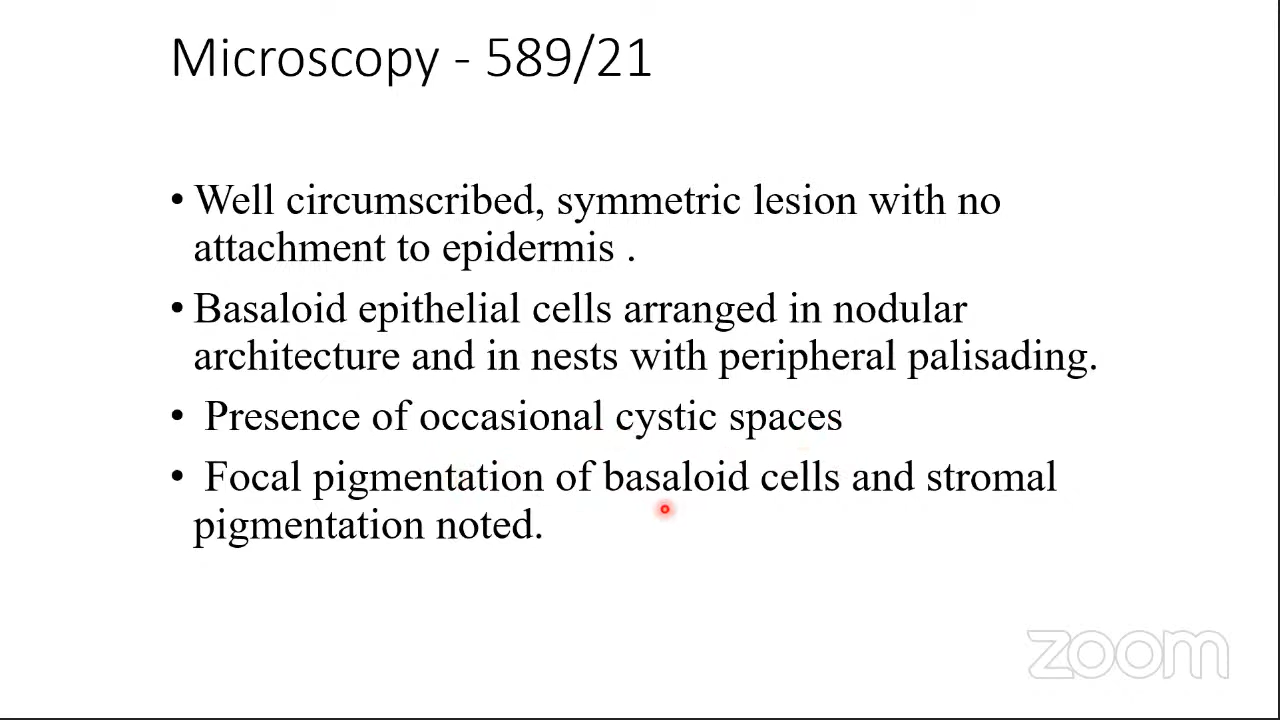 Microscopy - 589/21
• Well circumscribed, symmetric lesion with no
attachment to epidermis .
• Basaloid epithelial cells arranged in nodular
architecture and in nests with peripheral palisading.
• Presence of occasional cystic spaces
• Focal pigmentation of basaloid cells and stromal
pigmentation noted.
zoom